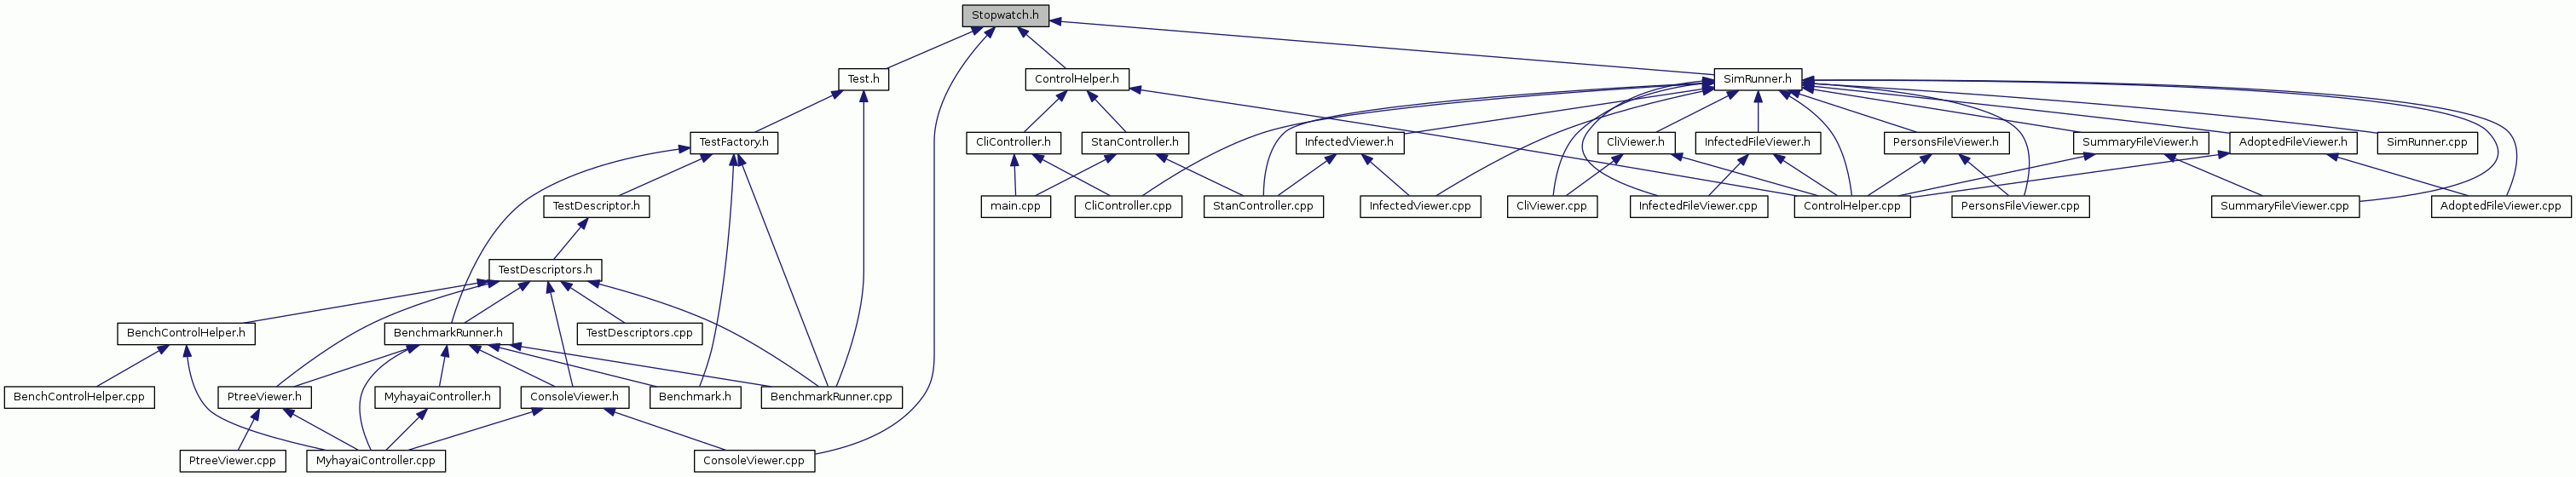 Stopwatch.h
Test.h
ControlHelper.h
SimRunner.h
TestFactory.h
CliController.h
StanController.h
InfectedViewer.h
CliViewer.h
InfectedFileViewer.h
PersonsFileViewer.h
SummaryFileViewer.h
AdoptedFileViewer.h
SimRunner.cpp
TestDescriptor.h
main.cpp
CliController.cpp
StanController.cpp
InfectedViewer.cpp
CliViewer.cpp
InfectedFileViewer.cpp
ControlHelper.cpp
PersonsFileViewer.cpp
SummaryFileViewer.cpp
AdoptedFileViewer.cpp
TestDescriptors.h
BenchControlHelper.h
BenchmarkRunner.h
TestDescriptors.cpp
BenchControlHelper.cpp
PtreeViewer.h
MyhayaiController.h
ConsoleViewer.h
Benchmark.h
BenchmarkRunner.cpp
PtreeViewer.cpp
MyhayaiController.cpp
ConsoleViewer.cpp